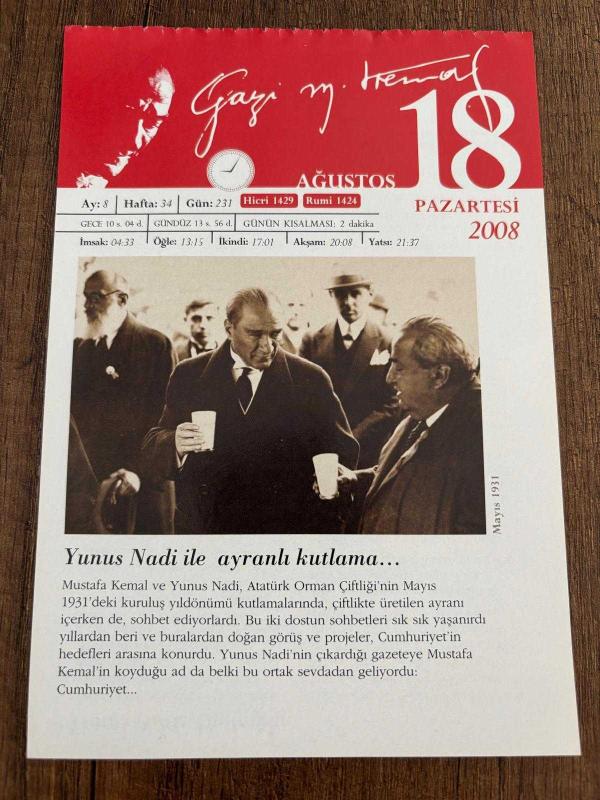 Gazi M. Kemal
18
AĞUSTOS
PAZARTESİ
2008
Ay: 8 Hafta: 34 Gün: 231 Hicri 1429 Rumi 1424
GECE 10 s. 04 d. GÜNDÜZ 13 s. 56 d. GÜNÜN KISALMASI: 2 dakika
İmsak: 04:33 Öğle: 13:15 İkindi: 17:01 Akşam: 20:08 Yatsı: 21:37
Mayıs 1931
Yunus Nadi ile ayranlı kutlama...
Mustafa Kemal ve Yunus Nadi, Atatürk Orman Çiftliği'nin Mayıs
1931'deki kuruluş yıldönümü kutlamalarında, çiftlikte üretilen ayranı
içerken de, sohbet ediyorlardı. Bu iki dostun sohbetleri sık sık yaşanırdı
yıllardan beri ve buralardan doğan görüş ve projeler, Cumhuriyet'in
hedefleri arasına konurdu. Yunus Nadi'nin çıkardığı gazeteye Mustafa
Kemal'in koyduğu ad da belki bu ortak sevdadan geliyordu:
Cumhuriyet...